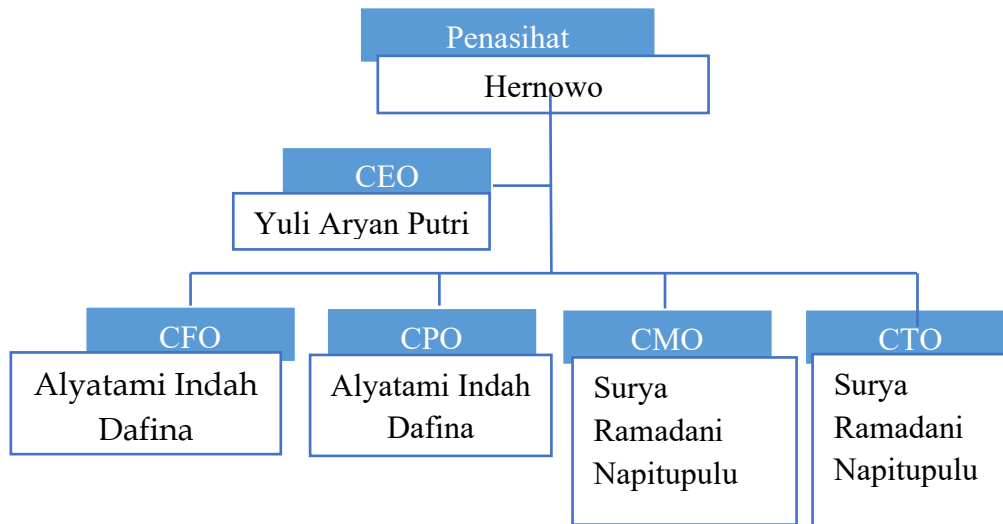 Penasihat
Hernowo
CEO
Yuli Aryan Putri
CFO
Alyatami Indah
Dafina
CPO
Alyatami Indah
Dafina
CMO
Surya
Ramadani
Napitupulu
CTO
Surya
Ramadani
Napitupulu